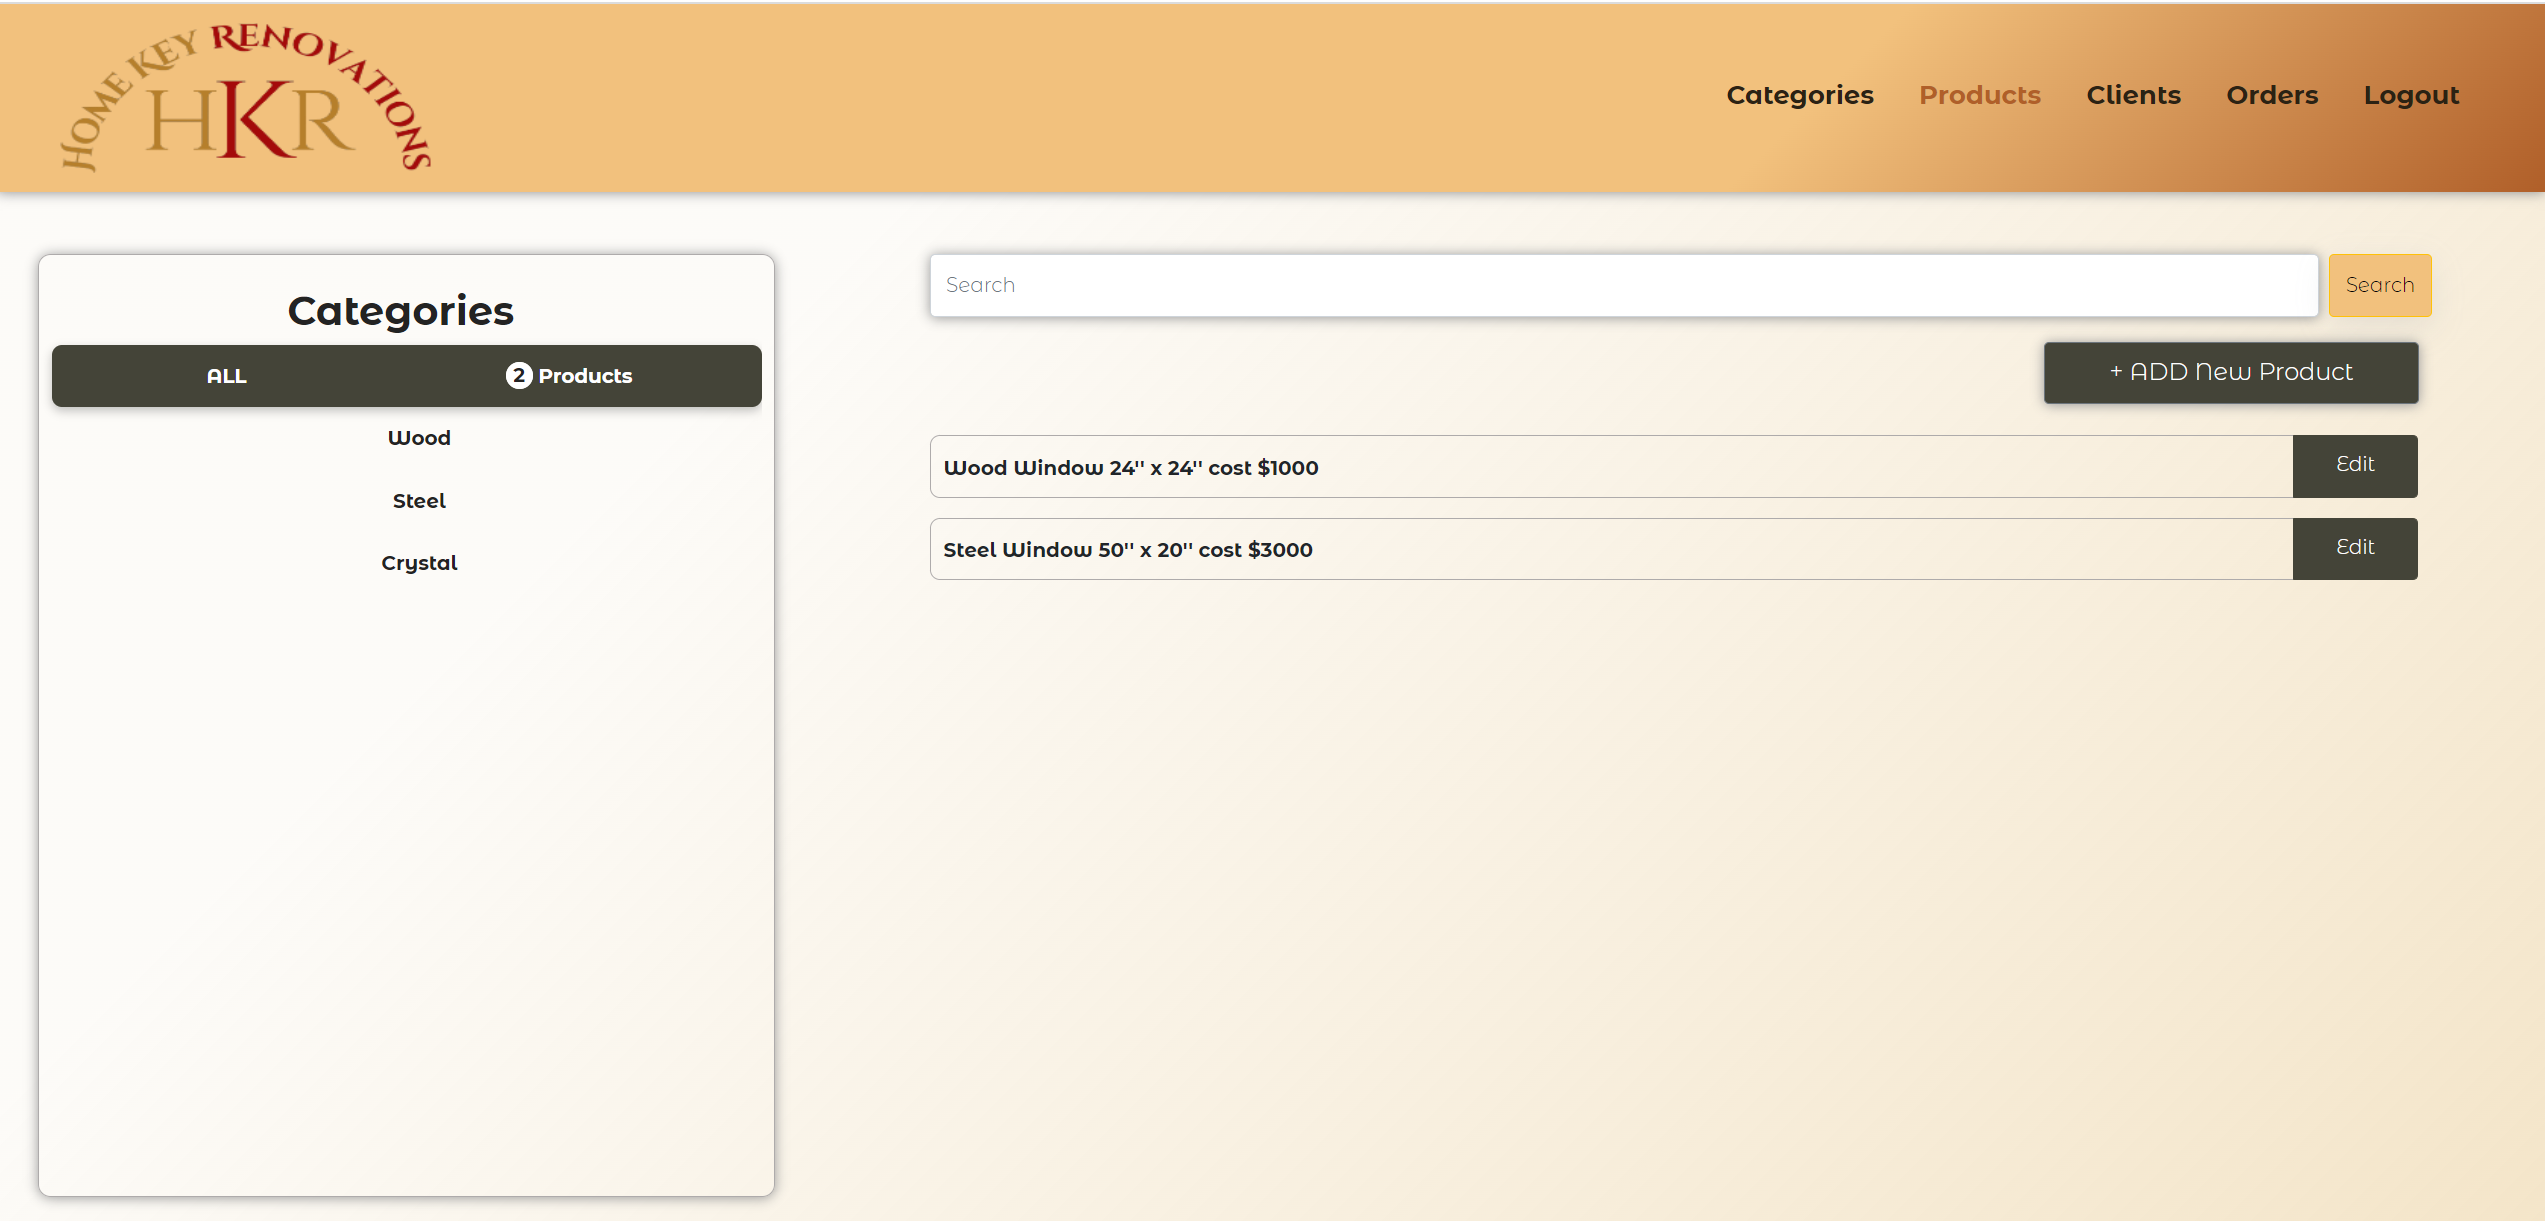 HOME KEY RENOVATIONS
HKR
Categories Products Clients Orders Logout
Categories
ALL 2 Products
Wood
Steel
Crystal
Search Search
+ ADD New Product
Wood Window 24'' x 24'' cost $1000 Edit
Steel Window 50'' x 20'' cost $3000 Edit